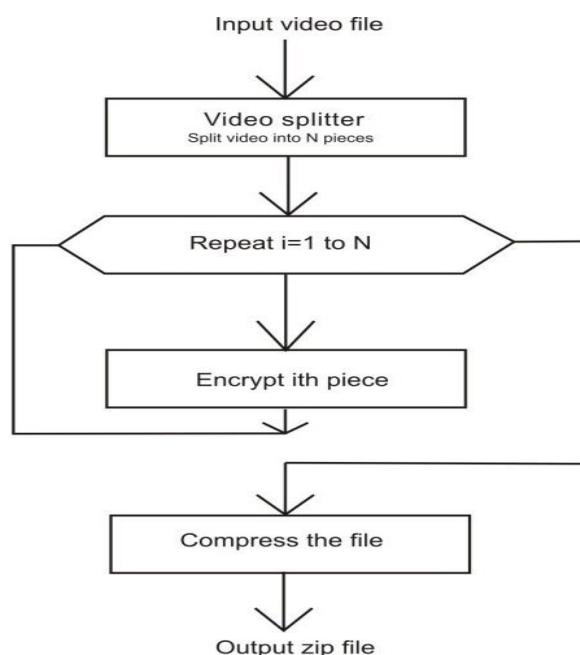 Input video file
Video splitter
Split video into N pieces
Repeat i=1 to N
Encrypt ith piece
Compress the file
Output zip file